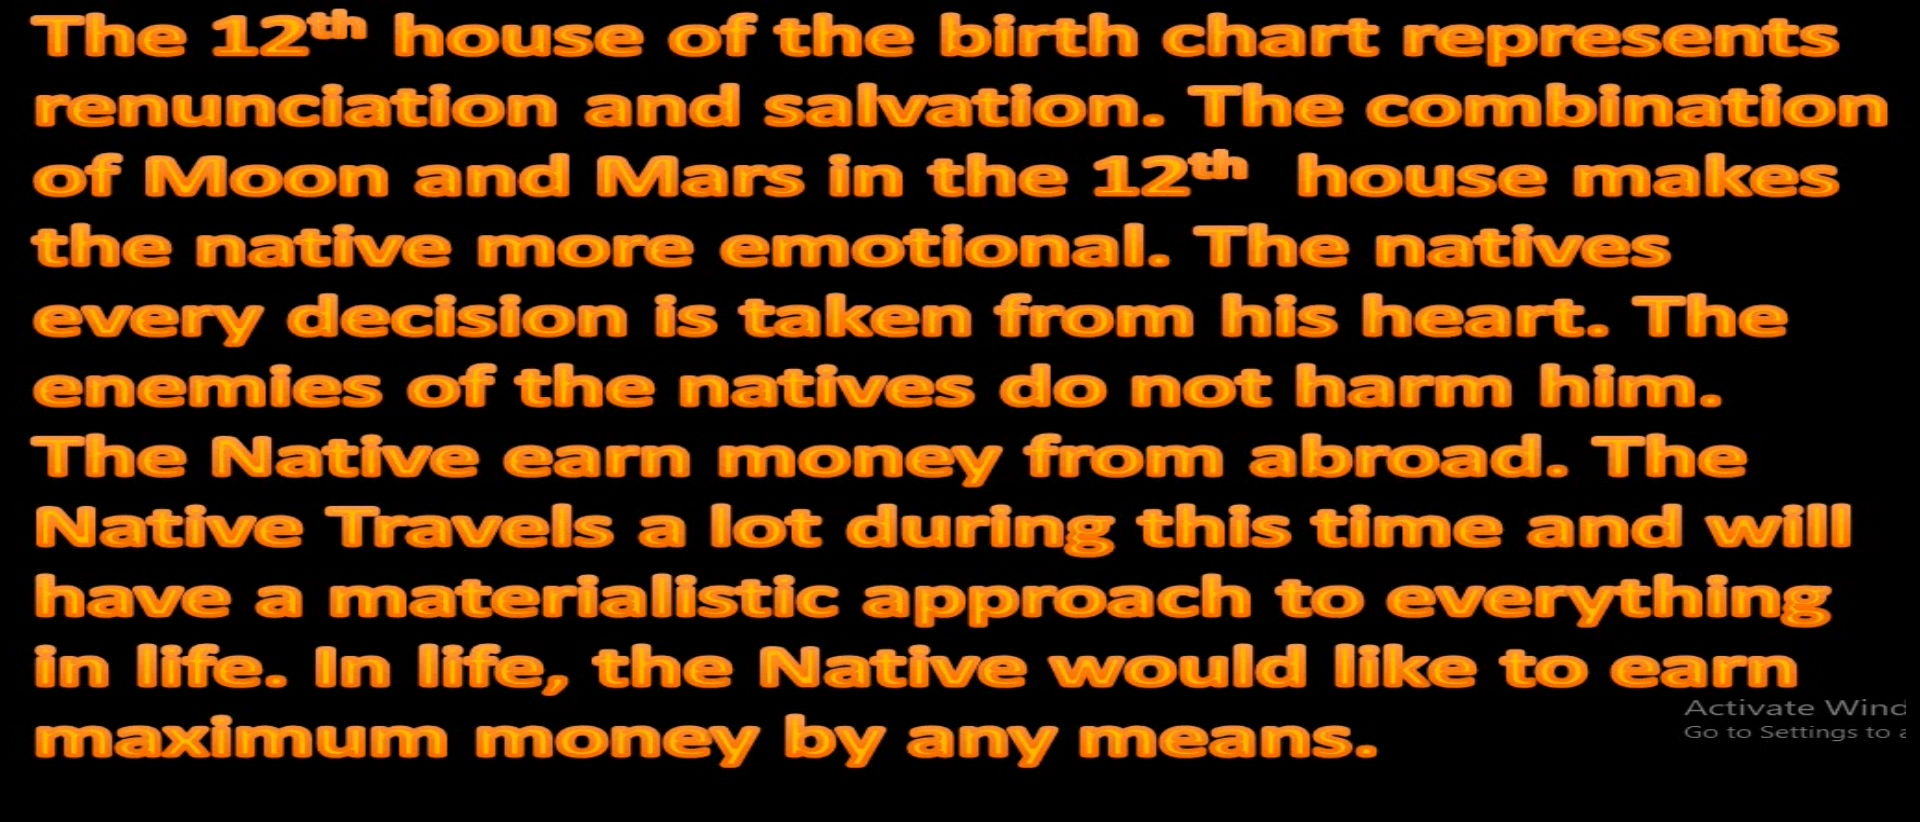 The 12th house of the birth chart represents
renunciation and salvation. The combination
of Moon and Mars in the 12th house makes
the native more emotional. The natives
every decision is taken from his heart. The
enemies of the natives do not harm him.
The Native earn money from abroad. The
Native Travels a lot during this time and will
have a materialistic approach to everything
in life. In life, the Native would like to earn
maximum money by any means.
Activate Wind
Go to Settings to a